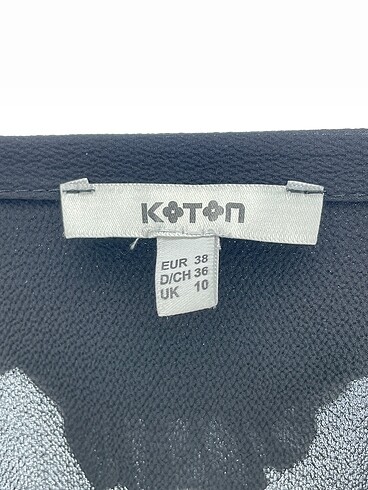 KOTON
EUR 38
D/CH 36
UK 10